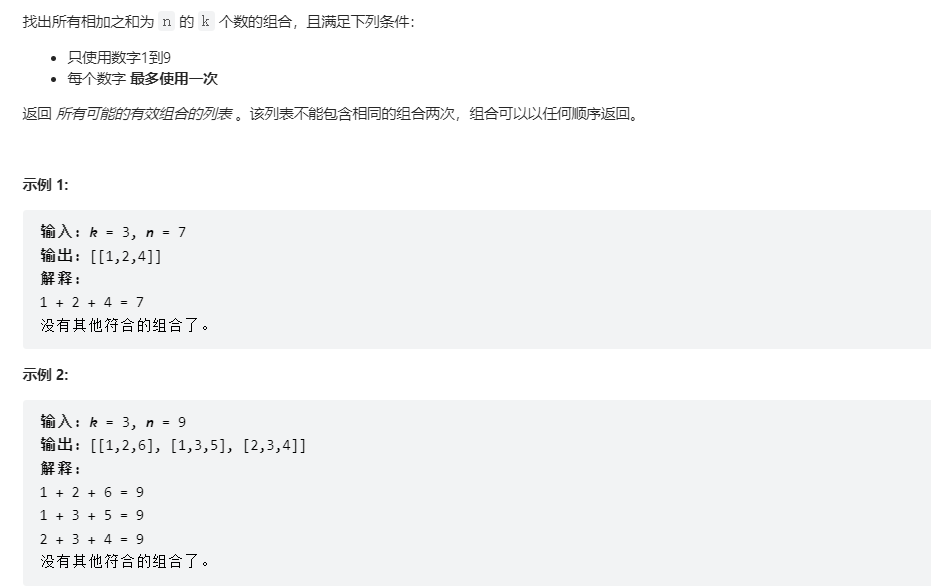 找出所有相加之和为 n 的 k 个数的组合，且满足下列条件：
只使用数字1到9
每个数字 最多使用一次
返回 所有可能的有效组合的列表 。该列表不能包含相同的组合两次，组合可以以任何顺序返回。
示例 1:
输入: k = 3, n = 7
输出: [[1,2,4]]
解释:
1 + 2 + 4 = 7
没有其他符合的组合了。
示例 2:
输入: k = 3, n = 9
输出: [[1,2,6], [1,3,5], [2,3,4]]
解释:
1 + 2 + 6 = 9
1 + 3 + 5 = 9
2 + 3 + 4 = 9
没有其他符合的组合了。